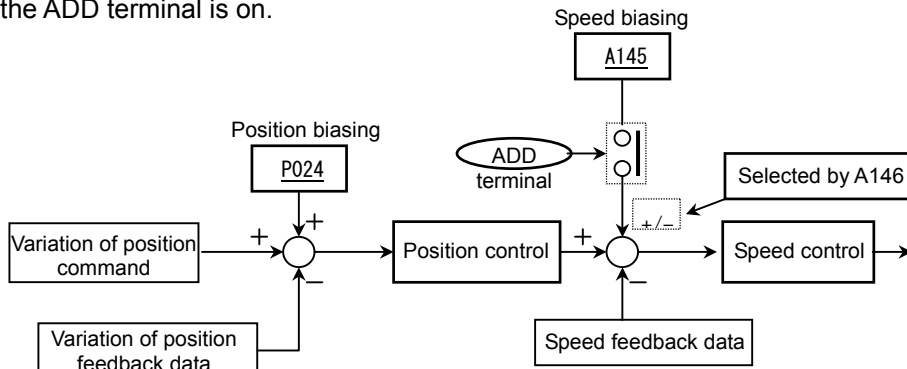 the ADD terminal is on.
Speed biasing
A145
Position biasing
P024
ADD
terminal
Selected by A146
+/−
+
+
−
+
−
Variation of position
command
Position control
Speed control
Variation of position
feedback data
Speed feedback data